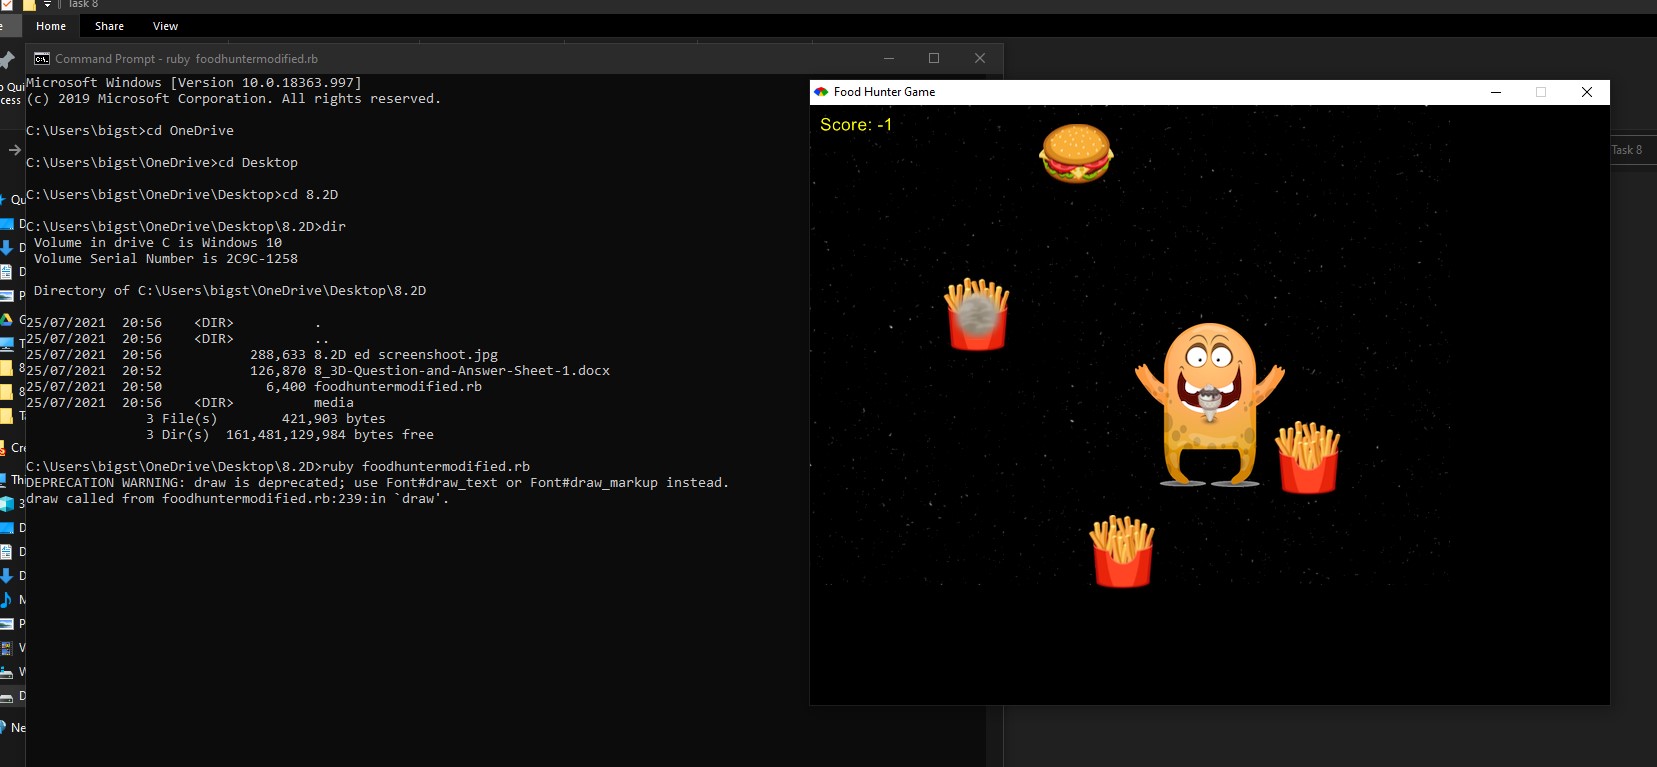 Task 8
Home Share View
Command Prompt - ruby  foodhuntermodified.rb
Microsoft Windows [Version 10.0.18363.997]
(c) 2019 Microsoft Corporation. All rights reserved.
C:\Users\bigst>cd OneDrive
C:\Users\bigst\OneDrive>cd Desktop
C:\Users\bigst\OneDrive\Desktop>cd 8.2D
C:\Users\bigst\OneDrive\Desktop\8.2D>dir
Volume in drive C is Windows 10
Volume Serial Number is 2C9C-1258
Directory of C:\Users\bigst\OneDrive\Desktop\8.2D
25/07/2021  20:56    <DIR>          .
25/07/2021  20:56    <DIR>          ..
25/07/2021  20:56           288,633 8.2D ed screenshoot.jpg
25/07/2021  20:52           126,870 8_3D-Question-and-Answer-Sheet-1.docx
25/07/2021  20:50             6,400 foodhuntermodified.rb
25/07/2021  20:56    <DIR>          media
3 File(s)        421,903 bytes
3 Dir(s)  161,481,129,984 bytes free
C:\Users\bigst\OneDrive\Desktop\8.2D>ruby foodhuntermodified.rb
DEPRECATION WARNING: draw is deprecated; use Font#draw_text or Font#draw_markup instead.
draw called from foodhuntermodified.rb:239:in `draw'.
Food Hunter Game
Score: -1
Task 8